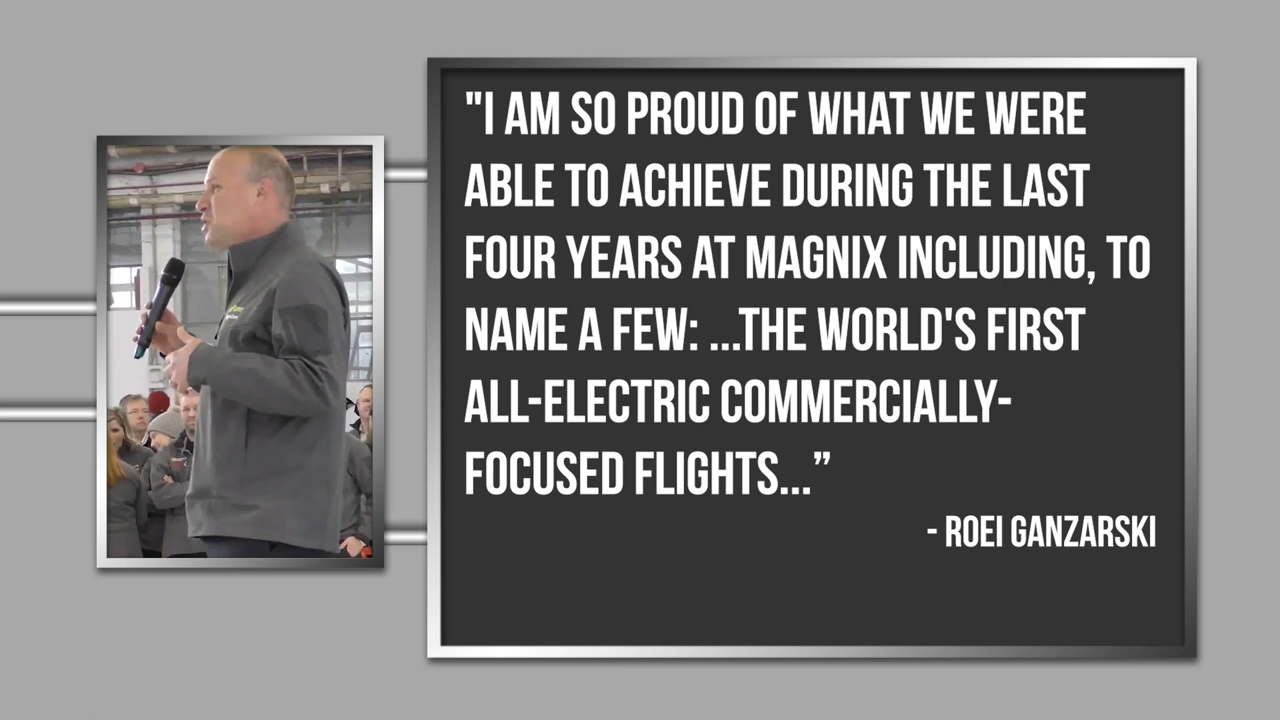 "I AM SO PROUD OF WHAT WE WERE
ABLE TO ACHIEVE DURING THE LAST
FOUR YEARS AT MAGNIX INCLUDING, TO
NAME A FEW: ...THE WORLD'S FIRST
ALL-ELECTRIC COMMERCIALLY-
FOCUSED FLIGHTS...”
- ROEI GANZARSKI